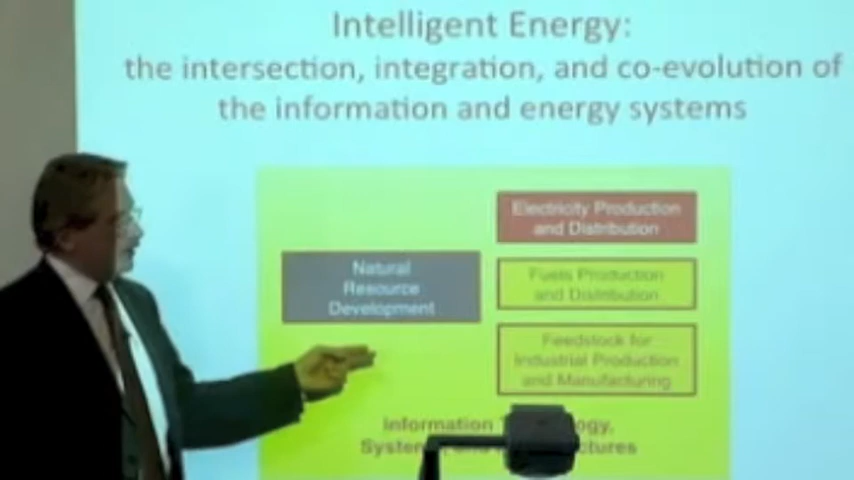 Intelligent Energy:
the intersection, integration, and co-evolution of
the information and energy systems
Electricity Production
and Distribution
Natural
Resource
Development
Fuels Production
and Distribution
Feedstock for
Industrial Production
and Manufacturing
Information